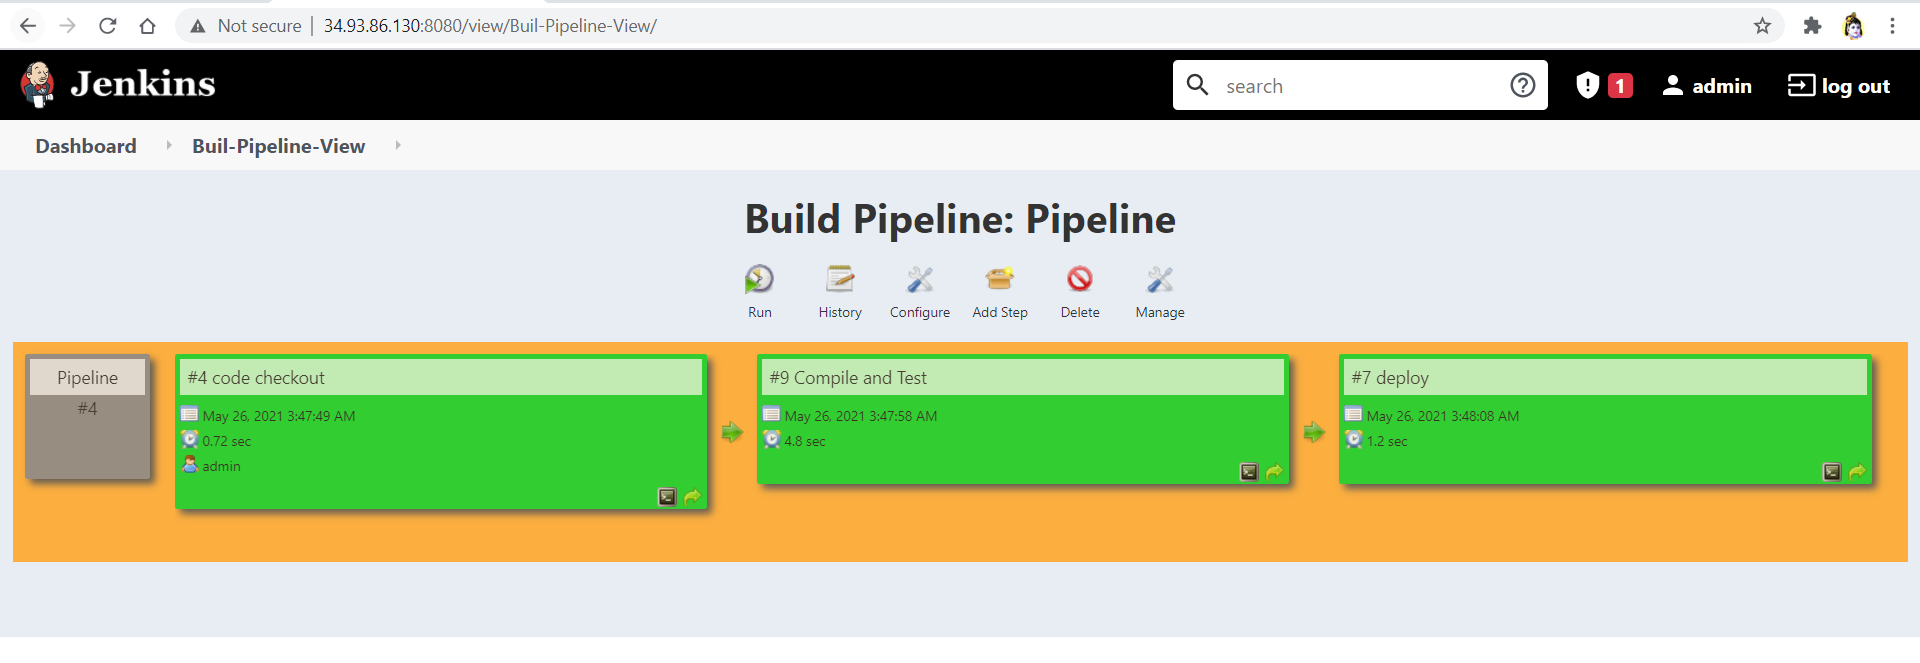 Not secure | 34.93.86.130:8080/view/Buil-Pipeline-View/
Jenkins
search
1
admin
log out
Dashboard
Buil-Pipeline-View
Build Pipeline: Pipeline
Run
History
Configure
Add Step
Delete
Manage
Pipeline
#4
#4 code checkout
May 26, 2021 3:47:49 AM
0.72 sec
admin
#9 Compile and Test
May 26, 2021 3:47:58 AM
4.8 sec
#7 deploy
May 26, 2021 3:48:08 AM
1.2 sec